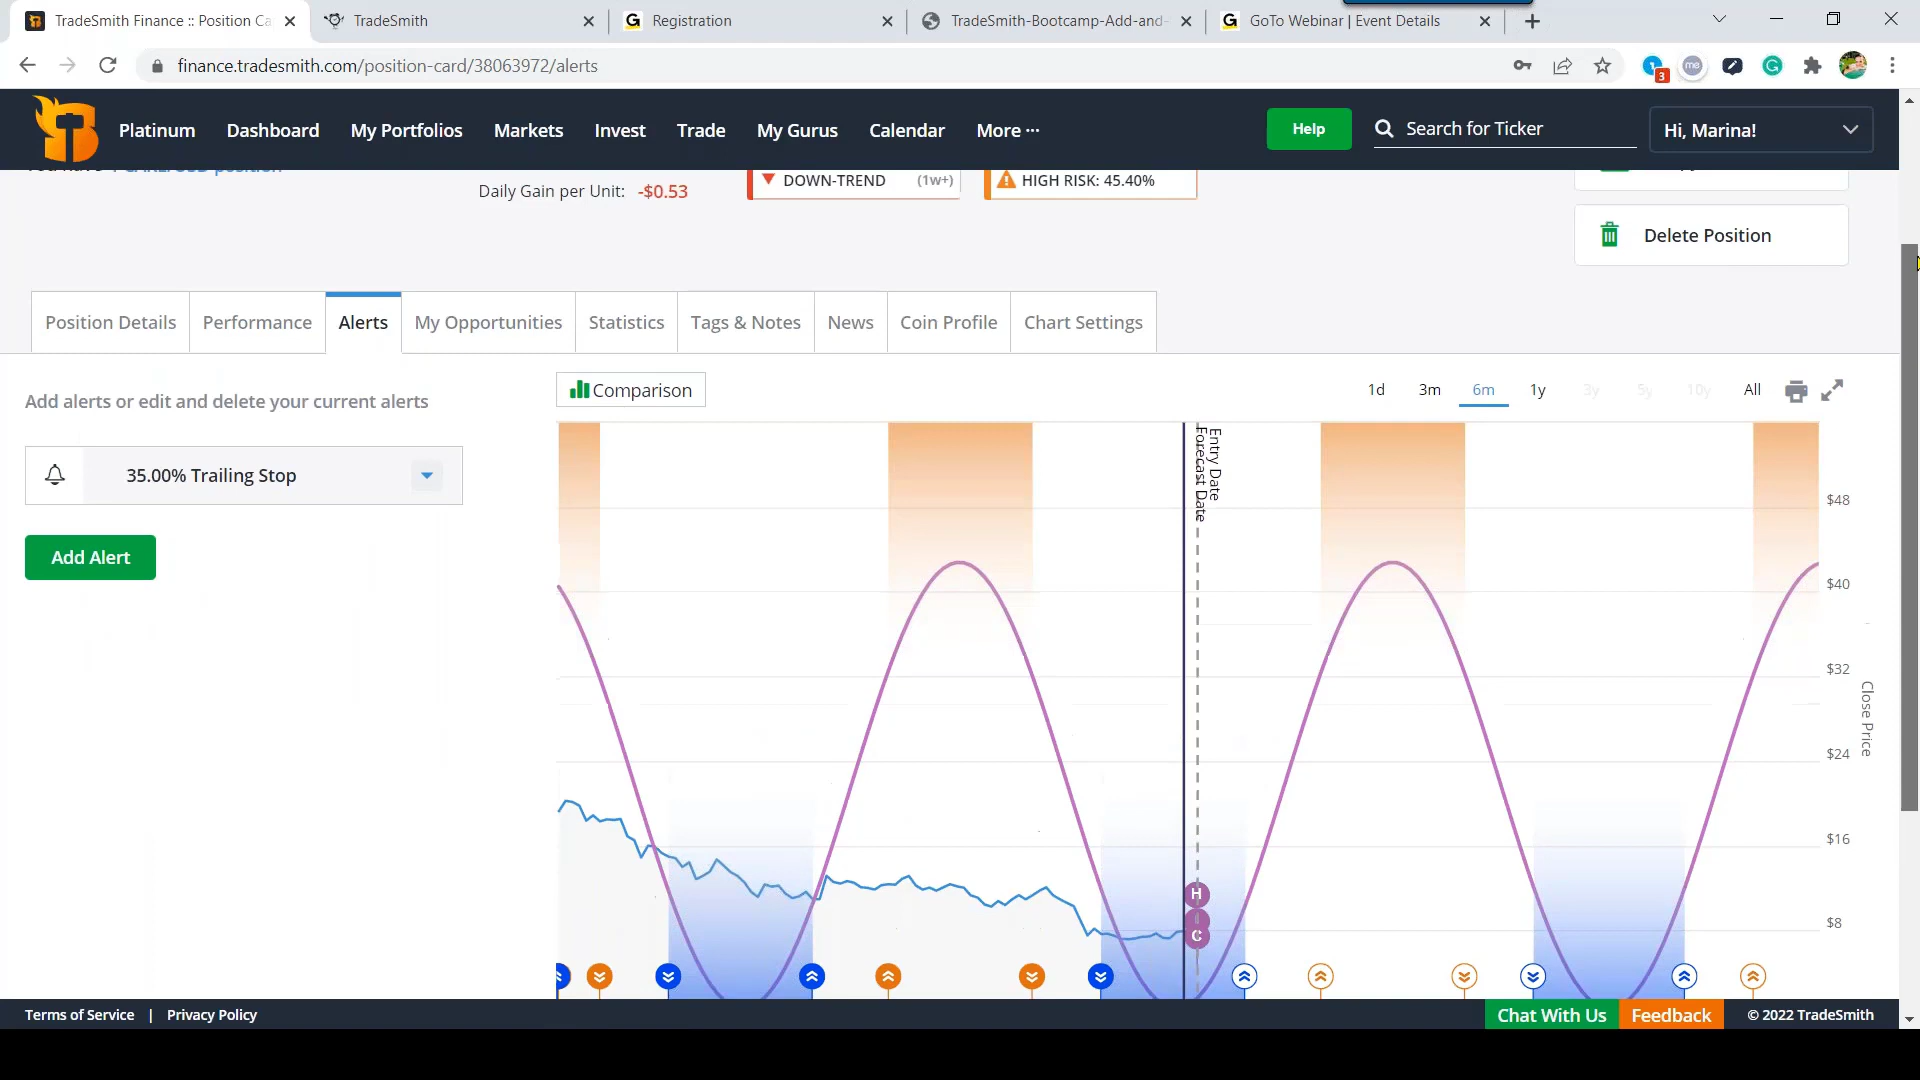 TradeSmith Finance :: Position Ca
TradeSmith
Registration
TradeSmith-Bootcamp-Add-and-
GoTo Webinar | Event Details
finance.tradesmith.com/position-card/38063972/alerts
3
Platinum
Dashboard
My Portfolios
Markets
Invest
Trade
My Gurus
Calendar
More ···
Help
Search for Ticker
Hi, Marina!
Daily Gain per Unit: -$0.53
DOWN-TREND (1w+)
HIGH RISK: 45.40%
Delete Position
Position Details
Performance
Alerts
My Opportunities
Statistics
Tags & Notes
News
Coin Profile
Chart Settings
Add alerts or edit and delete your current alerts
35.00% Trailing Stop
Add Alert
Comparison
1d
3m
6m
1y
3y
5y
10y
All
Entry Date
Forecast Date
$48
$40
$32
$24
$16
$8
Close Price
H
C
Terms of Service | Privacy Policy
Chat With Us
Feedback
© 2022 TradeSmith